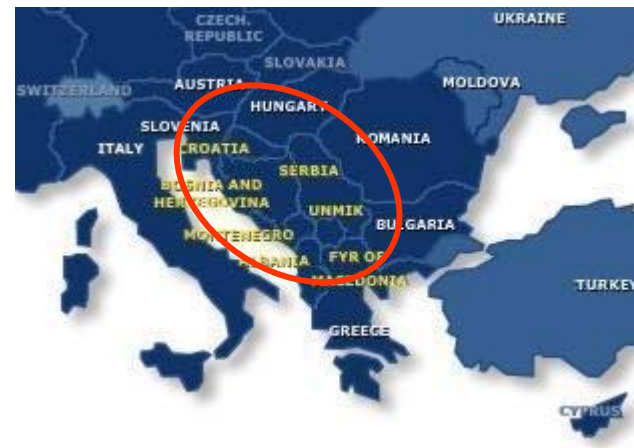 CZECH.
REPUBLIC
UKRAINE
SLOVAKIA
SWITZERLAND
AUSTRIA
MOLDOVA
HUNGARY
SLOVENIA
ROMANIA
ITALY
CROATIA
SERBIA
BOSNIA AND
HERZEGOVINA
UNMIK
BULGARIA
MONTENEGRO
ALBANIA
FYR OF
MACEDONIA
TURKEY
GREECE
CYPRUS